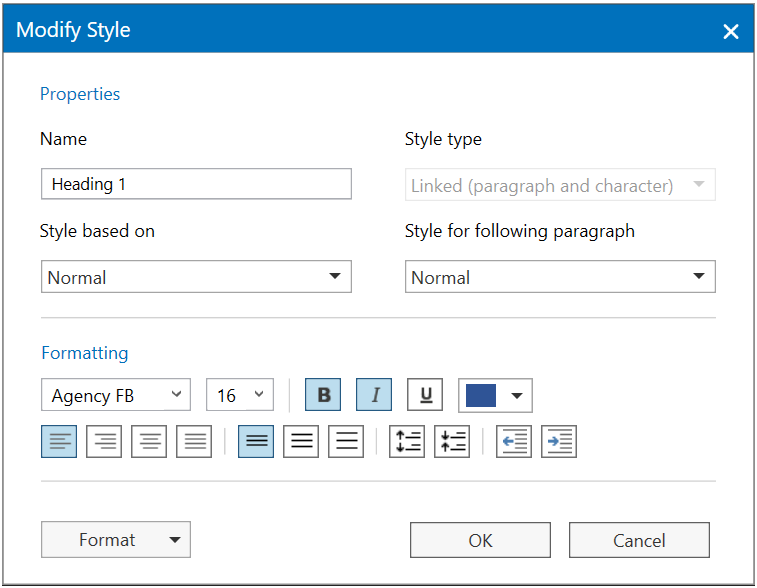 Modify Style
Properties
Name
Style type
Heading 1
Linked (paragraph and character)
Style based on
Style for following paragraph
Normal
Normal
Formatting
Agency FB
16
B
I
U
Format
OK
Cancel